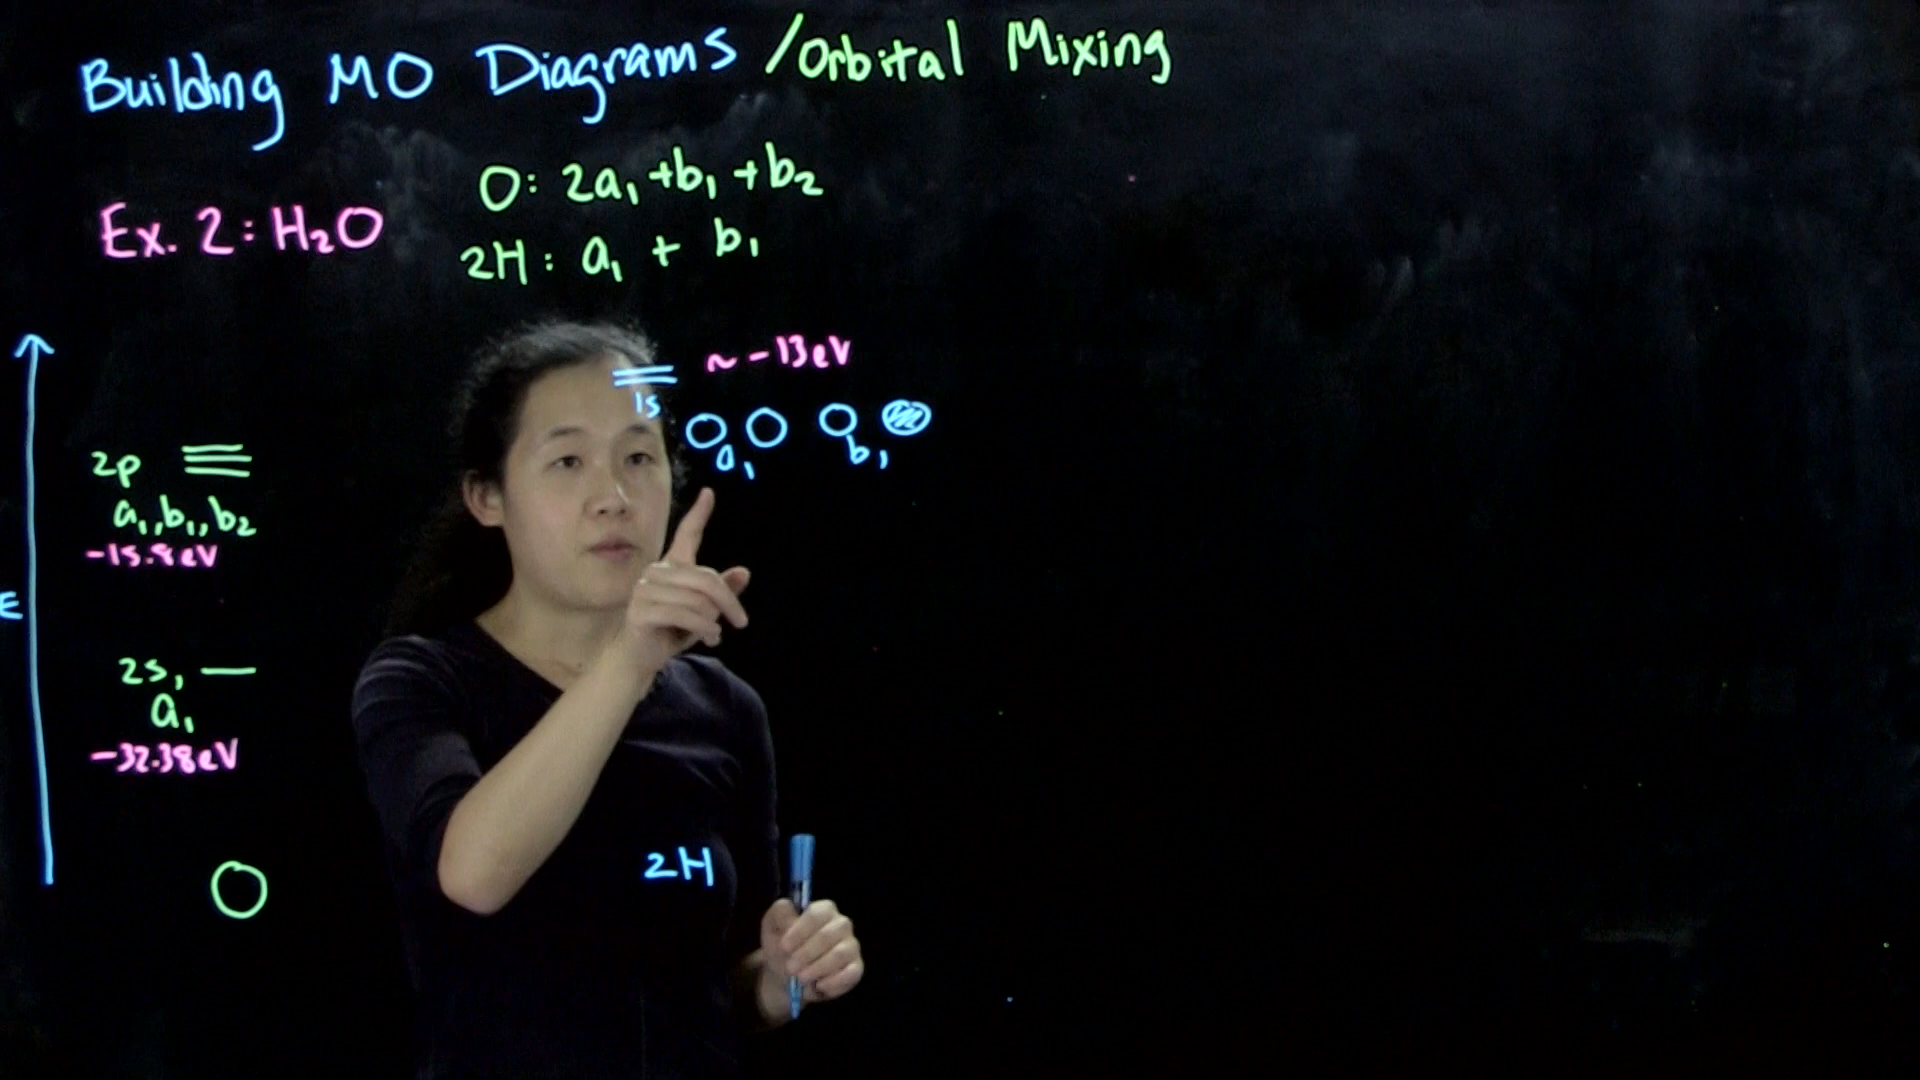 Building MO Diagrams /Orbital Mixing
O: 2a₁ + b₁ + b₂
Ex. 2: H₂O
2H: a₁ + b₁
~ -13eV
1s
a₁ b₁
2p
a₁, b₁, b₂
-15.8eV
E
2s,
a₁
-32.38eV
2H
O